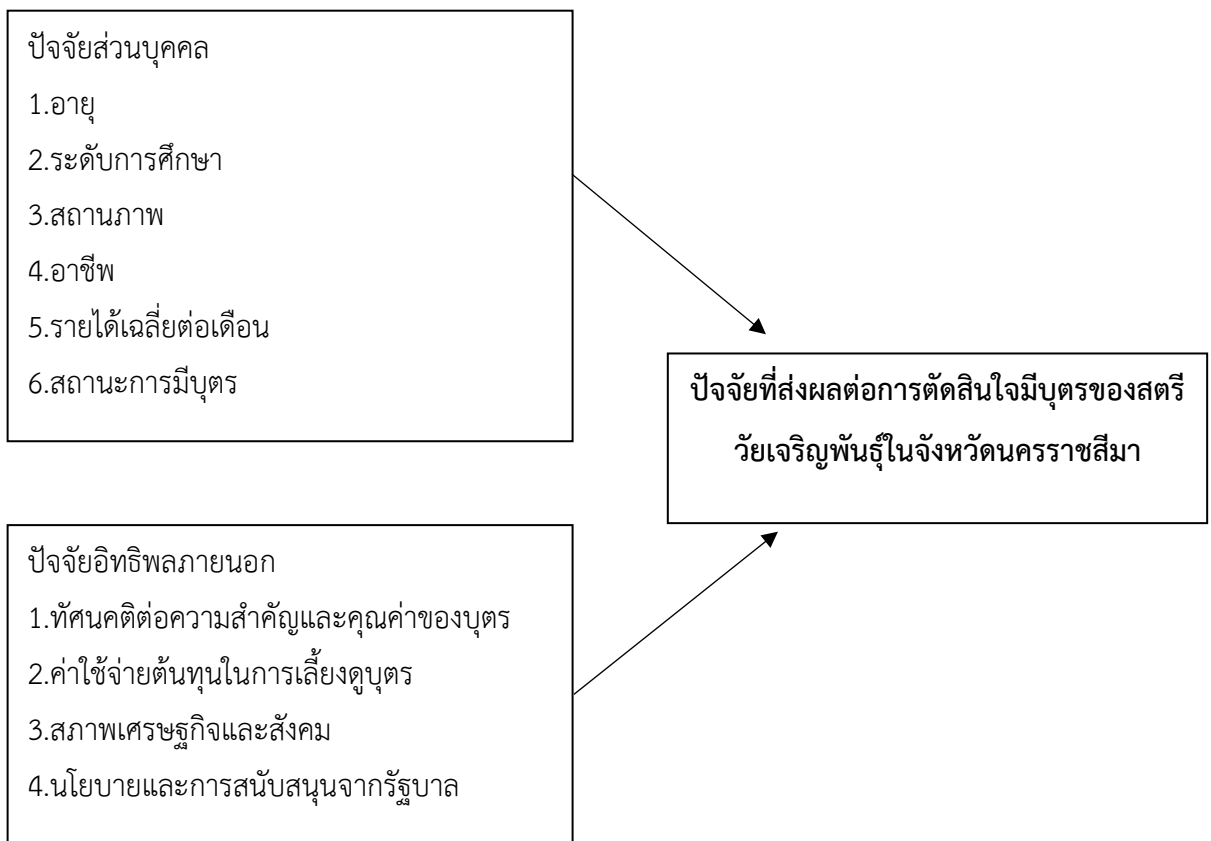 ปัจจัยส่วนบุคคล
1.อายุ
2.ระดับการศึกษา
3.สถานภาพ
4.อาชีพ
5.รายได้เฉลี่ยต่อเดือน
6.สถานะการมีบุตร
ปัจจัยที่ส่งผลต่อการตัดสินใจมีบุตรของสตรี
วัยเจริญพันธุ์ในจังหวัดนครราชสีมา
ปัจจัยอิทธิพลภายนอก
1.ทัศนคติต่อความสำคัญและคุณค่าของบุตร
2.ค่าใช้จ่ายต้นทุนในการเลี้ยงดูบุตร
3.สภาพเศรษฐกิจและสังคม
4.นโยบายและการสนับสนุนจากรัฐบาล